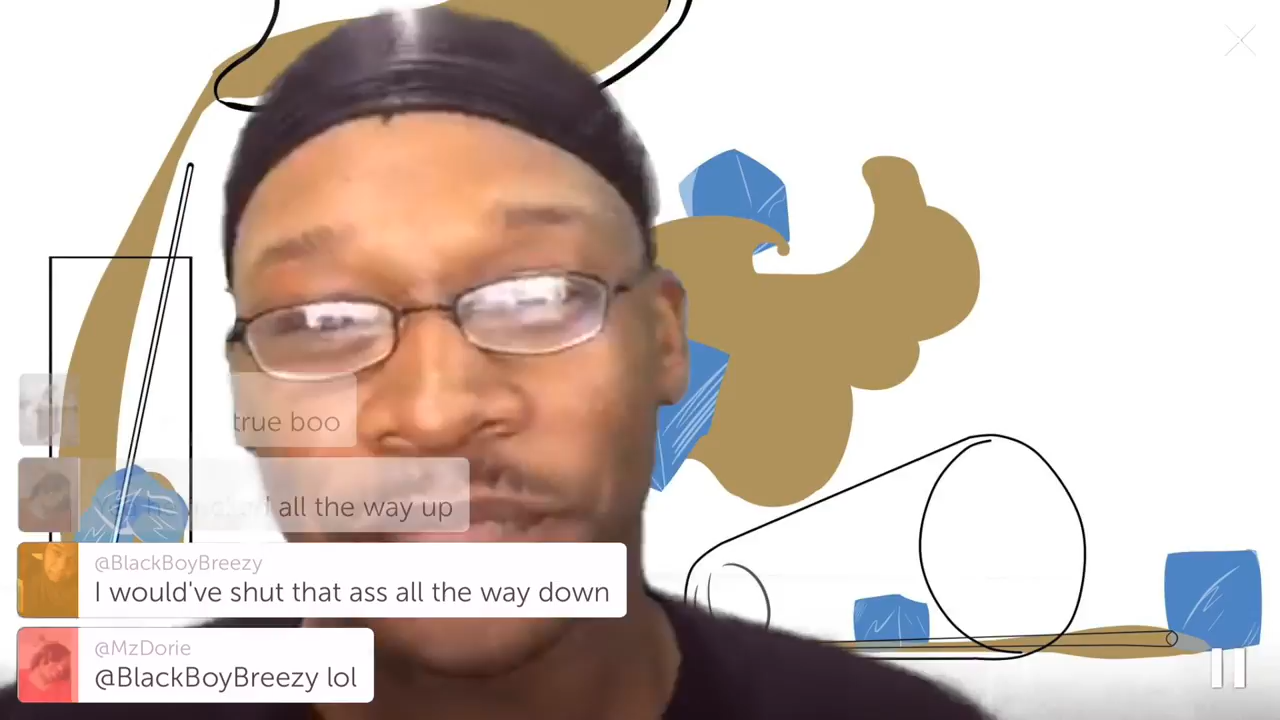 true boo
all the way up
@BlackBoyBreezy
I would've shut that ass all the way down
@MzDorie
@BlackBoyBreezy lol